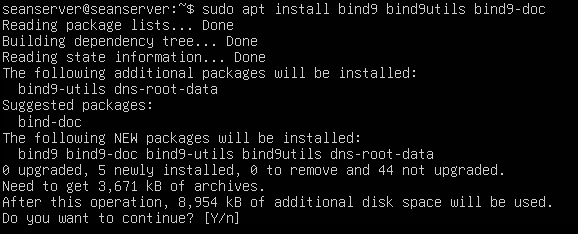 seanserver@seanserver:~$ sudo apt install bind9 bind9utils bind9-doc
Reading package lists... Done
Building dependency tree... Done
Reading state information... Done
The following additional packages will be installed:
  bind9-utils dns-root-data
Suggested packages:
  bind-doc
The following NEW packages will be installed:
  bind9 bind9-doc bind9-utils bind9utils dns-root-data
0 upgraded, 5 newly installed, 0 to remove and 44 not upgraded.
Need to get 3,671 kB of archives.
After this operation, 8,954 kB of additional disk space will be used.
Do you want to continue? [Y/n]